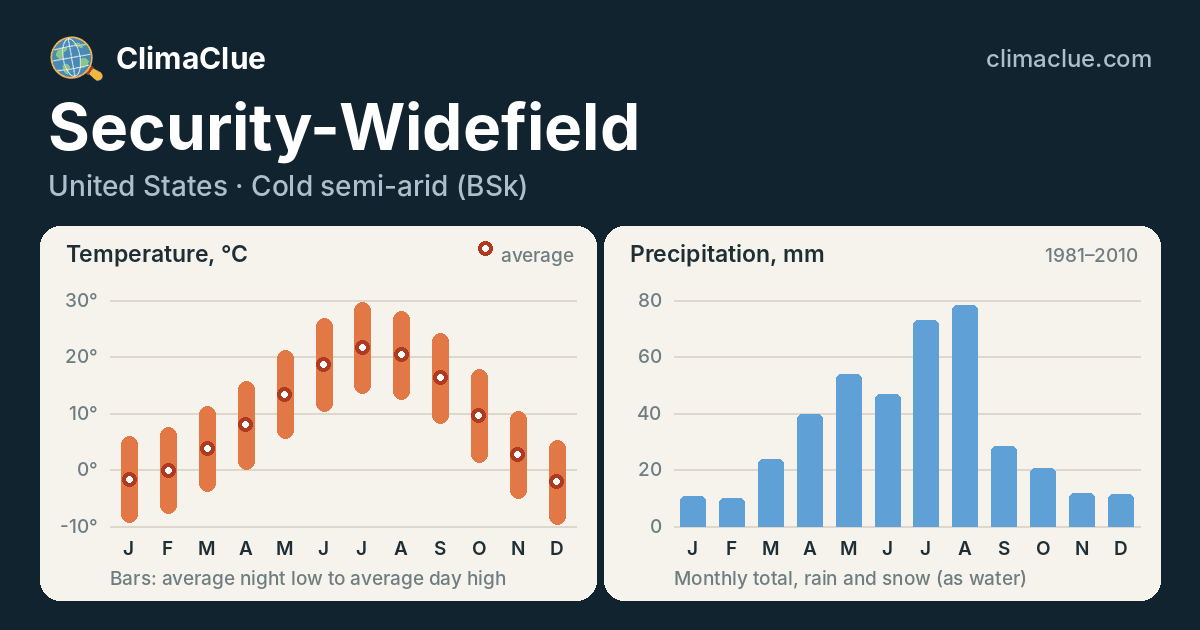 ClimaClue
climaclue.com
Security-Widefield
United States · Cold semi-arid (BSk)
Temperature, °C
average
30°
20°
10°
0°
-10°
J F M A M J J A S O N D
Bars: average night low to average day high
Precipitation, mm
1981–2010
80
60
40
20
0
J F M A M J J A S O N D
Monthly total, rain and snow (as water)